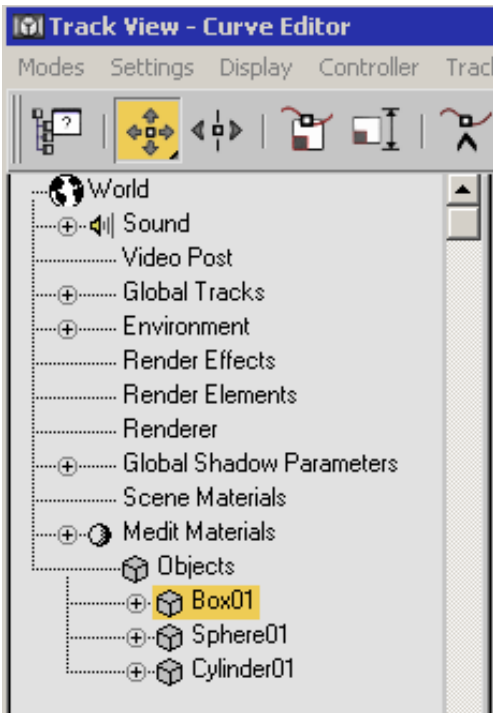 Track View - Curve Editor
Modes Settings Display Controller
World
Sound
Video Post
Global Tracks
Environment
Render Effects
Render Elements
Renderer
Global Shadow Parameters
Scene Materials
Medit Materials
Objects
Box01
Sphere01
Cylinder01